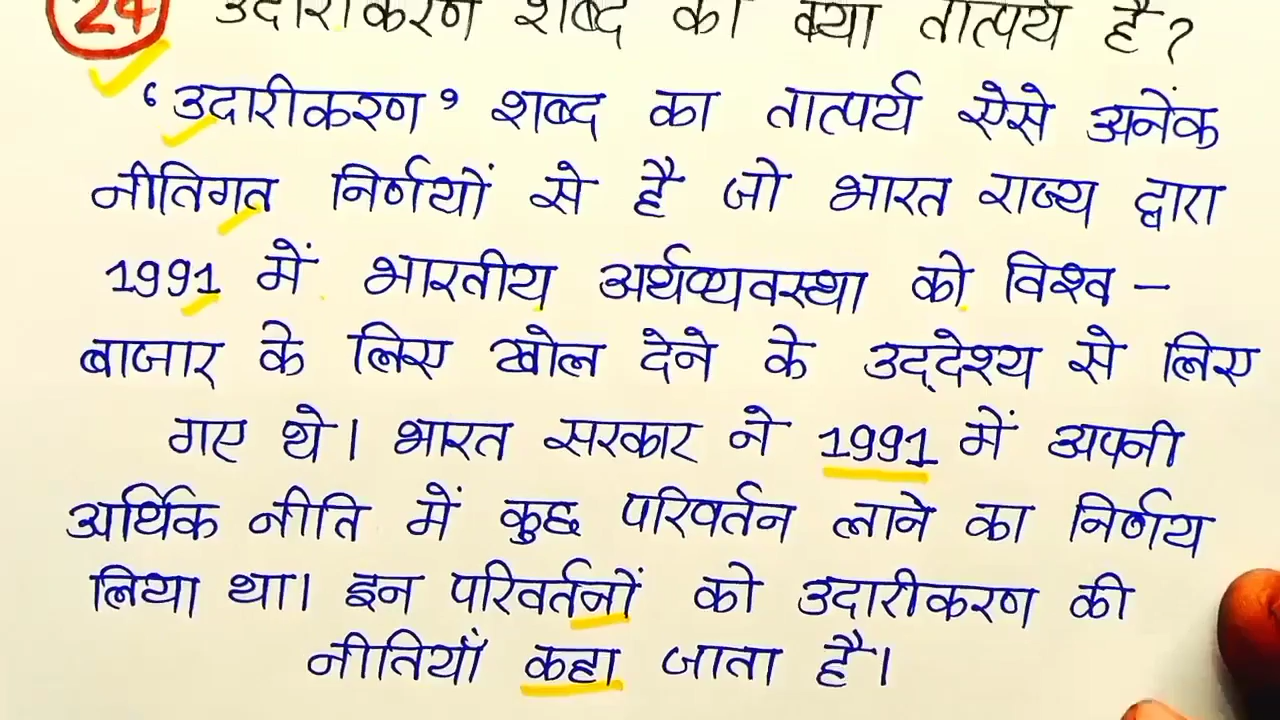 24 उदारीकरण शब्द का क्या तात्पर्य है?
‘उदारीकरण’ शब्द का तात्पर्य ऐसे अनेक
नीतिगत निर्णयों से है जो भारत राज्य द्वारा
1991 में भारतीय अर्थव्यवस्था को विश्व -
बाजार के लिए खोल देने के उद्देश्य से लिए
गए थे। भारत सरकार ने 1991 में अपनी
आर्थिक नीति में कुछ परिवर्तन लाने का निर्णय
लिया था। इन परिवर्तनों को उदारीकरण की
नीतियाँ कहा जाता है।